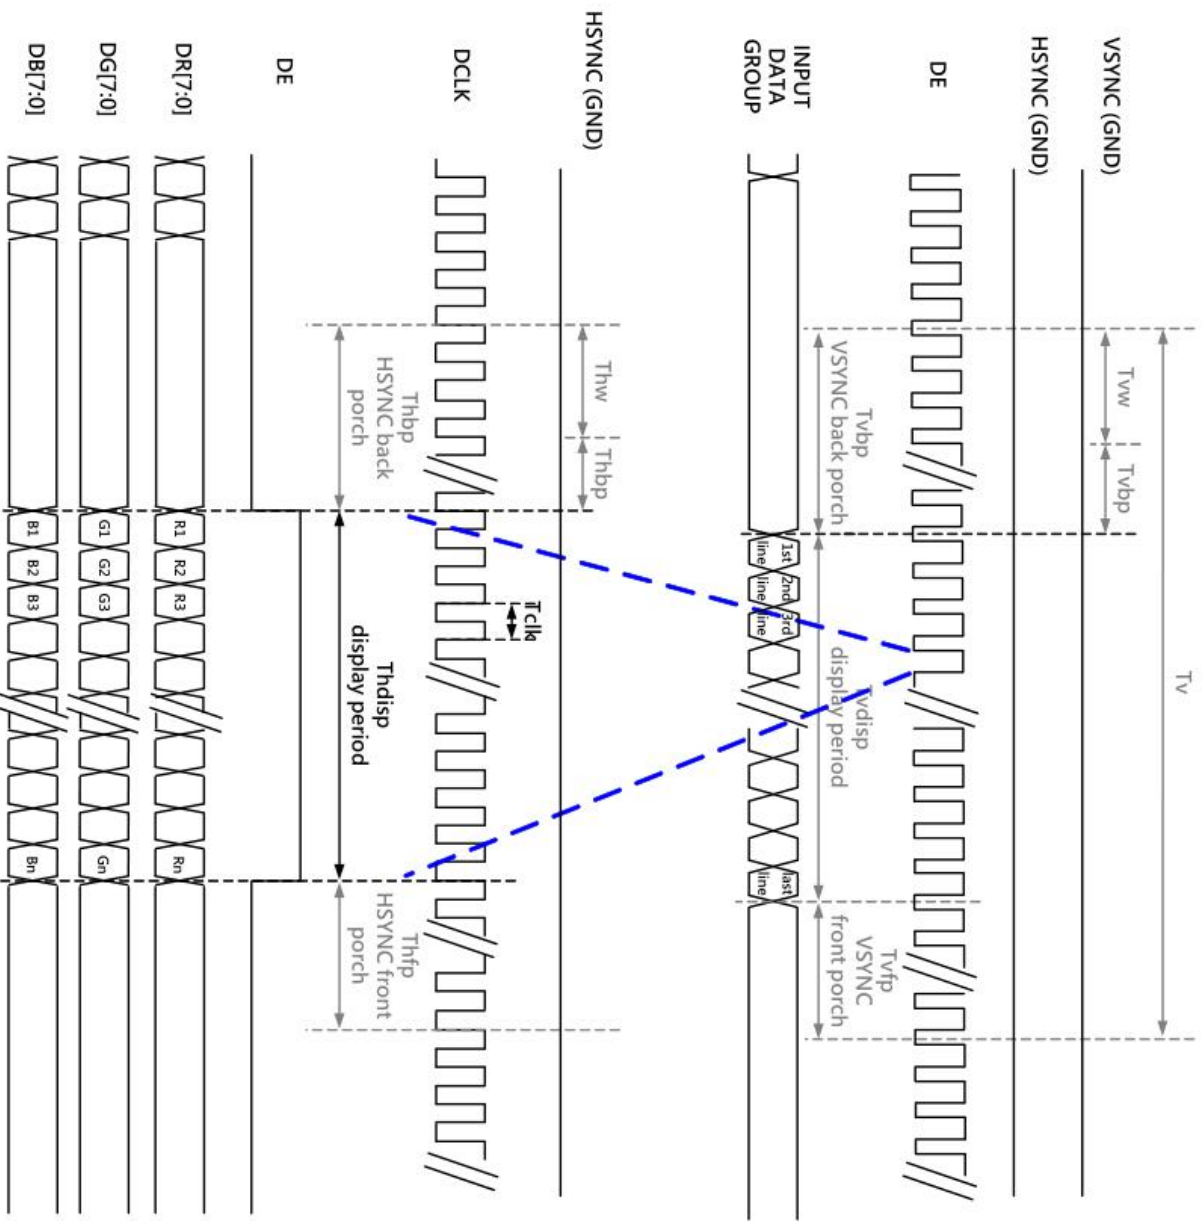 Tv
VSYNC (GND)
Tvw
Tvbp
HSYNC (GND)
DE
Tvbp
VSYNC back porch
Tvdisp
display period
Tvfp
VSYNC
front porch
INPUT
DATA
GROUP
1st
line
2nd
line
3rd
line
last
line
HSYNC (GND)
Thw
Thbp
Tclk
DCLK
Thbp
HSYNC back
porch
Thdisp
display period
Thfp
HSYNC front
porch
DE
DR[7:0]
R1
R2
R3
Rn
DG[7:0]
G1
G2
G3
Gn
DB[7:0]
B1
B2
B3
Bn